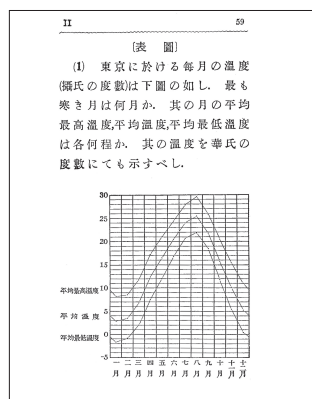 II 59
〔表 圖〕
(1) 東京に於ける每月の溫度
(攝氏の度數)は下圖の如し. 最も
寒き月は何月か. 其の月の平均
最高溫度,平均溫度,平均最低溫度
は各何程か. 其の溫度を華氏の
度數にても示すべし.
30
25
20
15
10
5
0
-5
平均最高溫度
平均溫度
平均最低溫度
一月 二月 三月 四月 五月 六月 七月 八月 九月 十月 十一月 十二月